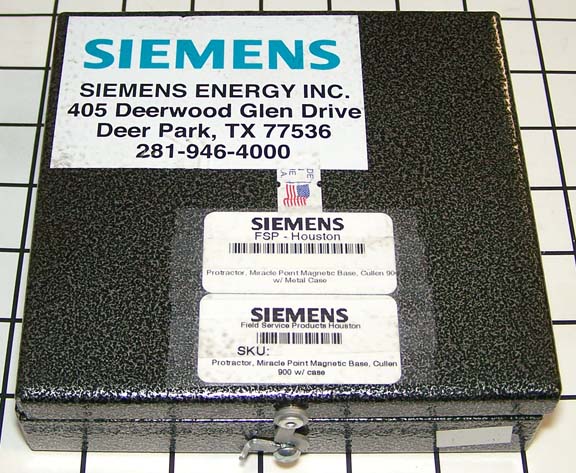 SIEMENS
SIEMENS ENERGY INC.
405 Deerwood Glen Drive
Deer Park, TX 77536
281-946-4000
SIEMENS
FSP - Houston
Protractor, Miracle Point Magnetic Base, Cullen 90
w/ Metal Case
SIEMENS
Field Service Products Houston
SKU:
Protractor, Miracle Point Magnetic Base, Cullen
900 w/ case